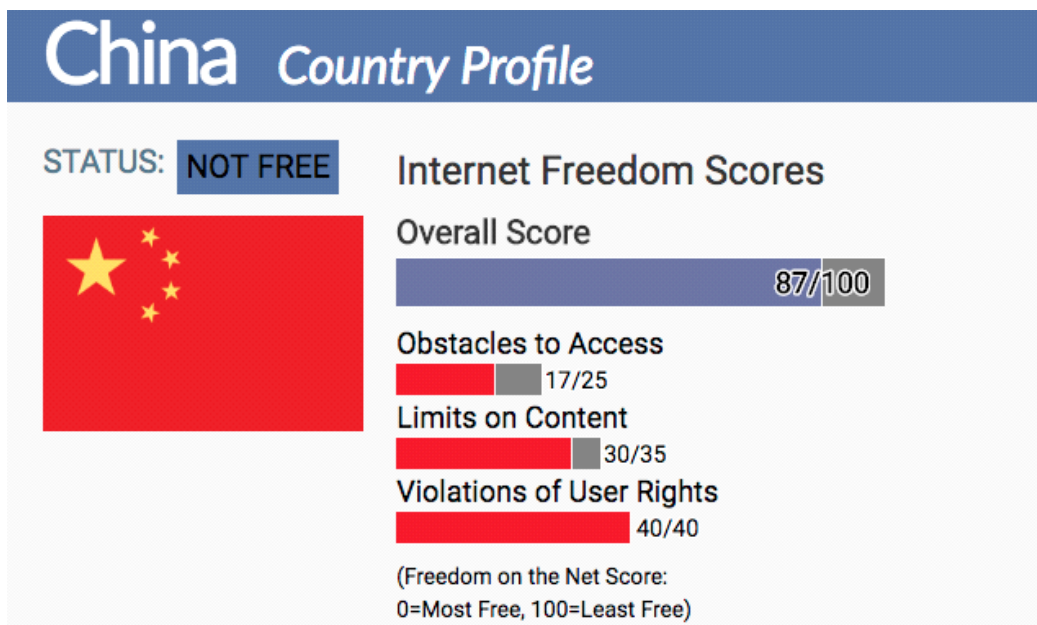 China Country Profile
STATUS: NOT FREE
Internet Freedom Scores
Overall Score
87/100
Obstacles to Access
17/25
Limits on Content
30/35
Violations of User Rights
40/40
(Freedom on the Net Score:
0=Most Free, 100=Least Free)